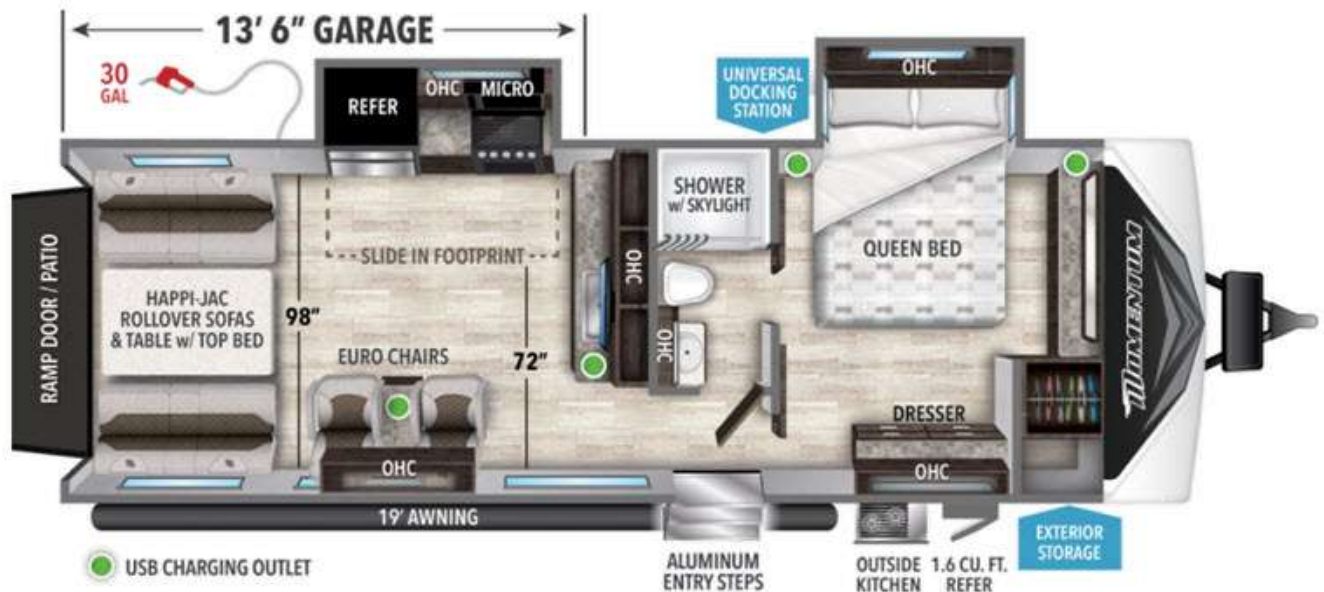 13' 6" GARAGE
30
GAL
REFER
OHC
MICRO
UNIVERSAL
DOCKING
STATION
OHC
SHOWER
w/ SKYLIGHT
QUEEN BED
SLIDE IN FOOTPRINT
OHC
RAMP DOOR / PATIO
HAPPI-JAC
ROLLOVER SOFAS
& TABLE w/ TOP BED
98"
EURO CHAIRS
72"
OHC
MOMENTUM
DRESSER
OHC
OHC
19' AWNING
USB CHARGING OUTLET
ALUMINUM
ENTRY STEPS
OUTSIDE
KITCHEN
1.6 CU. FT.
REFER
EXTERIOR
STORAGE